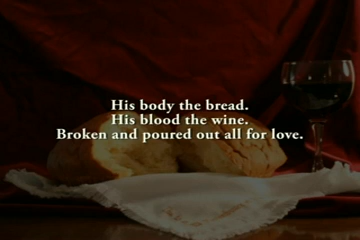 His body the bread.
His blood the wine.
Broken and poured out all for love.